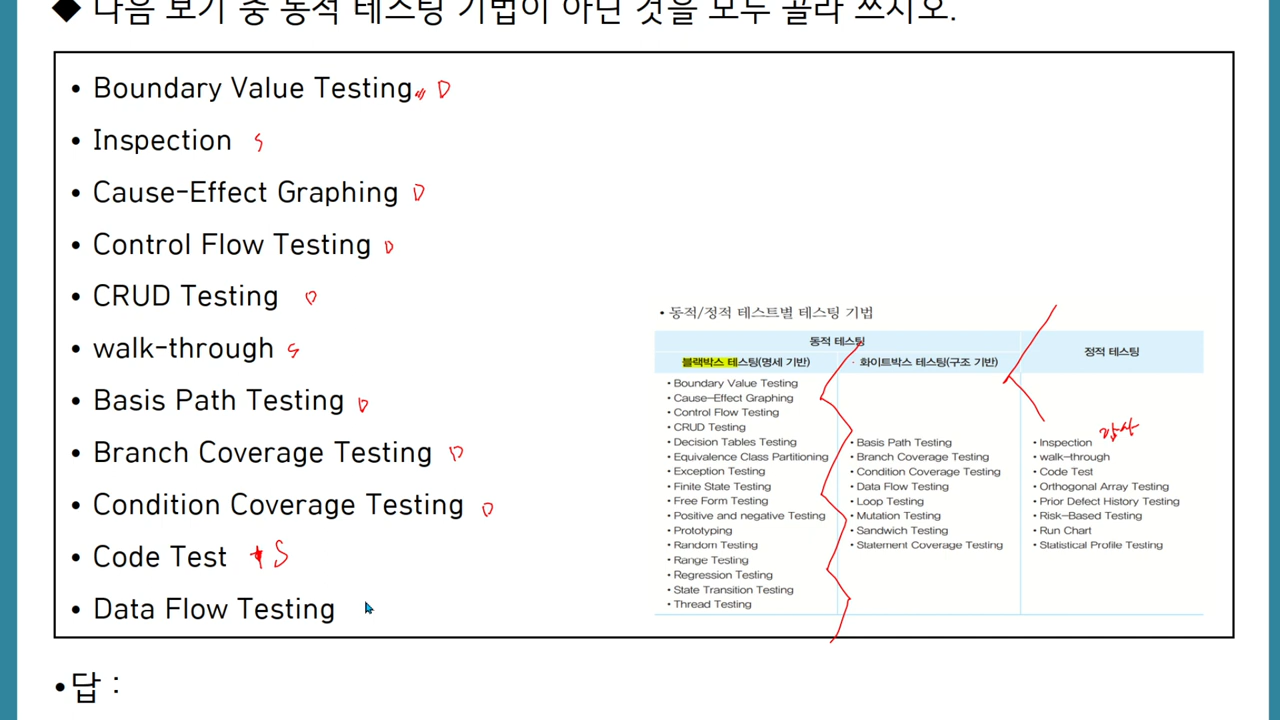 ◆ 다음 보기 중 동적 테스팅 기법이 아닌 것을 모두 골라 쓰시오.
• Boundary Value Testing D
• Inspection S
• Cause-Effect Graphing D
• Control Flow Testing D
• CRUD Testing D
• walk-through S
• Basis Path Testing D
• Branch Coverage Testing D
• Condition Coverage Testing D
• Code Test S
• Data Flow Testing
• 동적/정적 테스트별 테스팅 기법
동적 테스팅
정적 테스팅
블랙박스 테스팅(명세 기반)
화이트박스 테스팅(구조 기반)
• Boundary Value Testing
• Cause-Effect Graphing
• Control Flow Testing
• CRUD Testing
• Decision Tables Testing
• Equivalence Class Partitioning
• Exception Testing
• Finite State Testing
• Free Form Testing
• Positive and negative Testing
• Prototyping
• Random Testing
• Range Testing
• Regression Testing
• State Transition Testing
• Thread Testing
• Basis Path Testing
• Branch Coverage Testing
• Condition Coverage Testing
• Data Flow Testing
• Loop Testing
• Mutation Testing
• Sandwich Testing
• Statement Coverage Testing
• Inspection 감사
• walk-through
• Code Test
• Orthogonal Array Testing
• Prior Defect History Testing
• Risk-Based Testing
• Run Chart
• Statistical Profile Testing
• 답 :